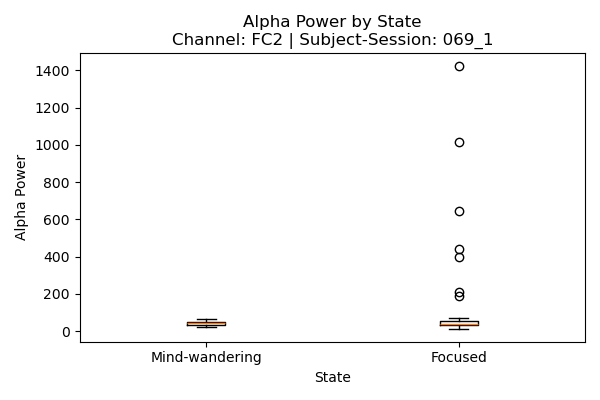 Alpha Power by State
Channel: FC2 | Subject-Session: 069_1
1400
1200
1000
800
600
400
200
0
Alpha Power
Mind-wandering
Focused
State